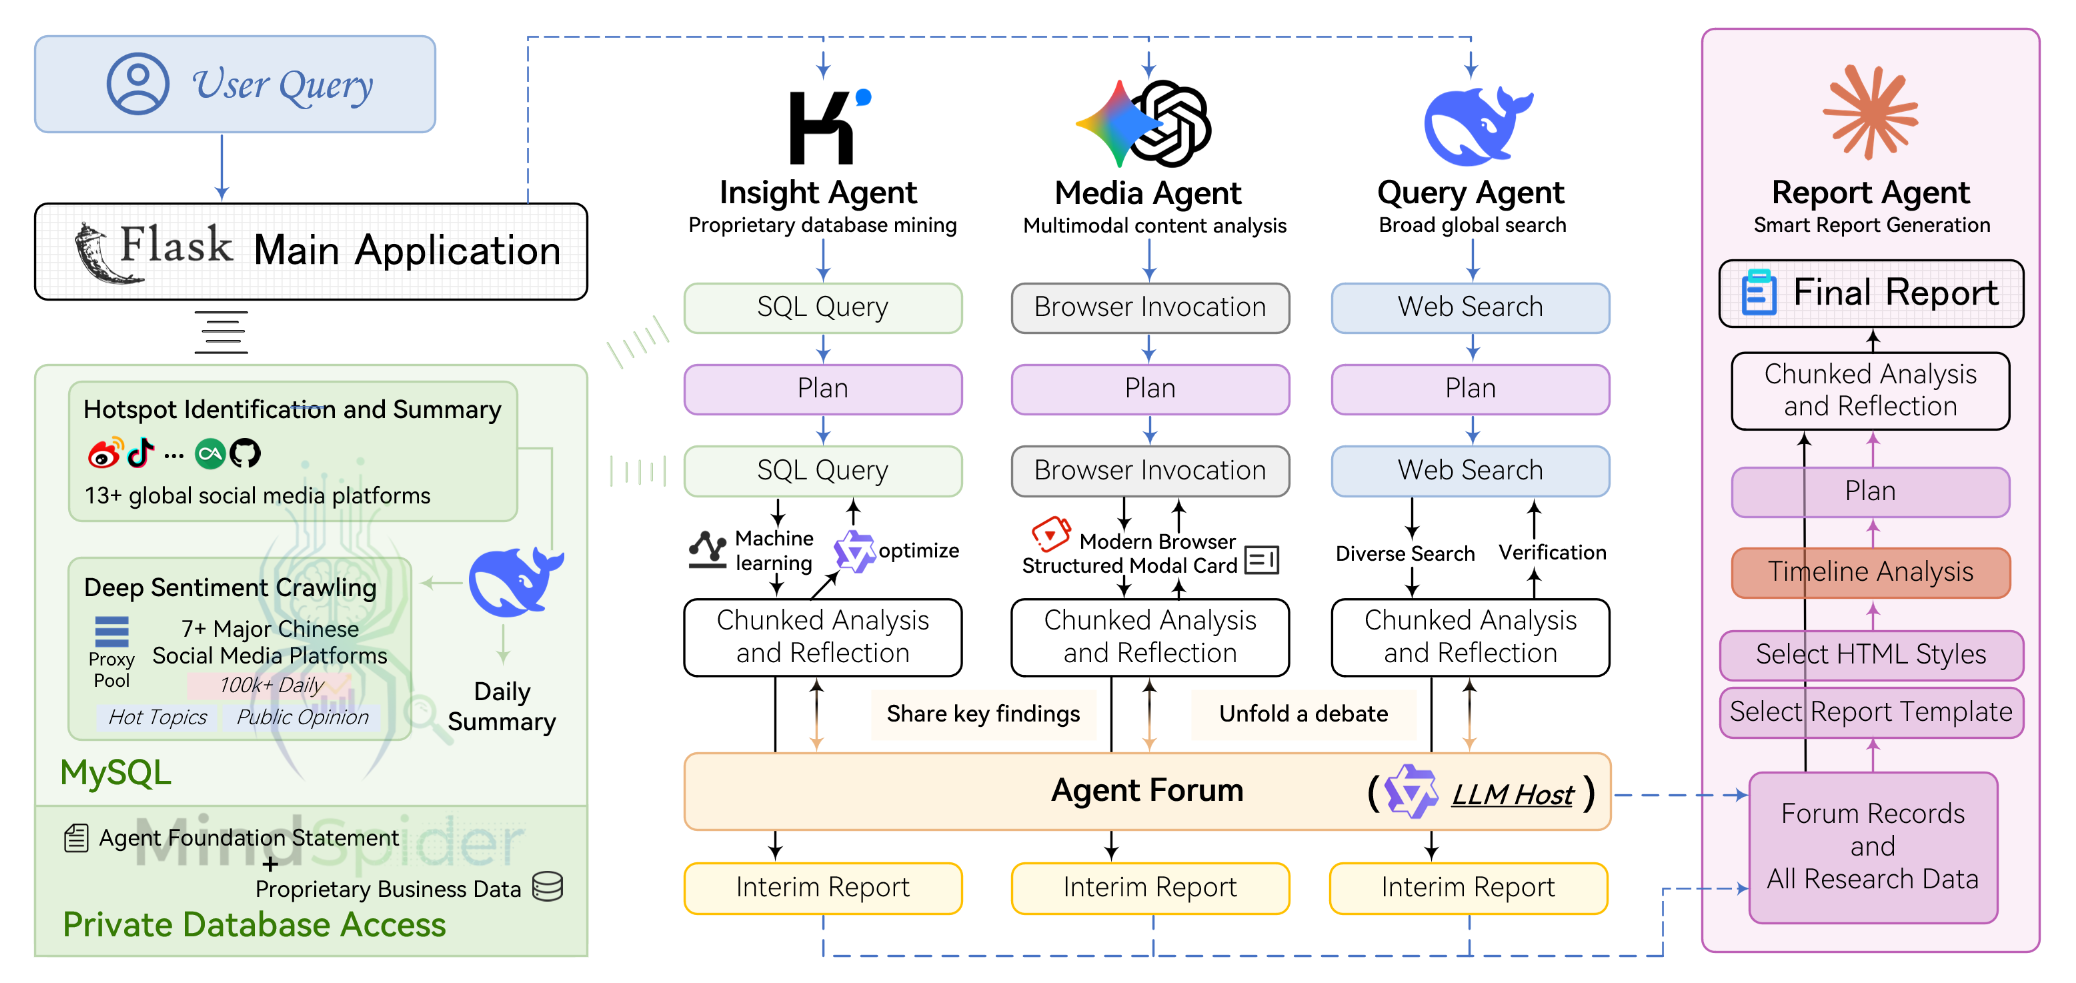 User Query
Flask Main Application
Hotspot Identification and Summary
...
13+ global social media platforms
Deep Sentiment Crawling
Proxy
Pool
7+ Major Chinese
Social Media Platforms
100k+ Daily
Hot Topics
Public Opinion
Daily
Summary
MySQL
MindSpider
Agent Foundation Statement
+
Proprietary Business Data
Private Database Access
Insight Agent
Proprietary database mining
SQL Query
Plan
SQL Query
Machine
learning
optimize
Chunked Analysis
and Reflection
Media Agent
Multimodal content analysis
Browser Invocation
Plan
Browser Invocation
Modern Browser
Structured Modal Card
Chunked Analysis
and Reflection
Query Agent
Broad global search
Web Search
Plan
Web Search
Diverse Search
Verification
Chunked Analysis
and Reflection
Share key findings
Unfold a debate
Agent Forum
( LLM Host )
Interim Report
Interim Report
Interim Report
Report Agent
Smart Report Generation
Final Report
Chunked Analysis
and Reflection
Plan
Timeline Analysis
Select HTML Styles
Select Report Template
Forum Records
and
All Research Data